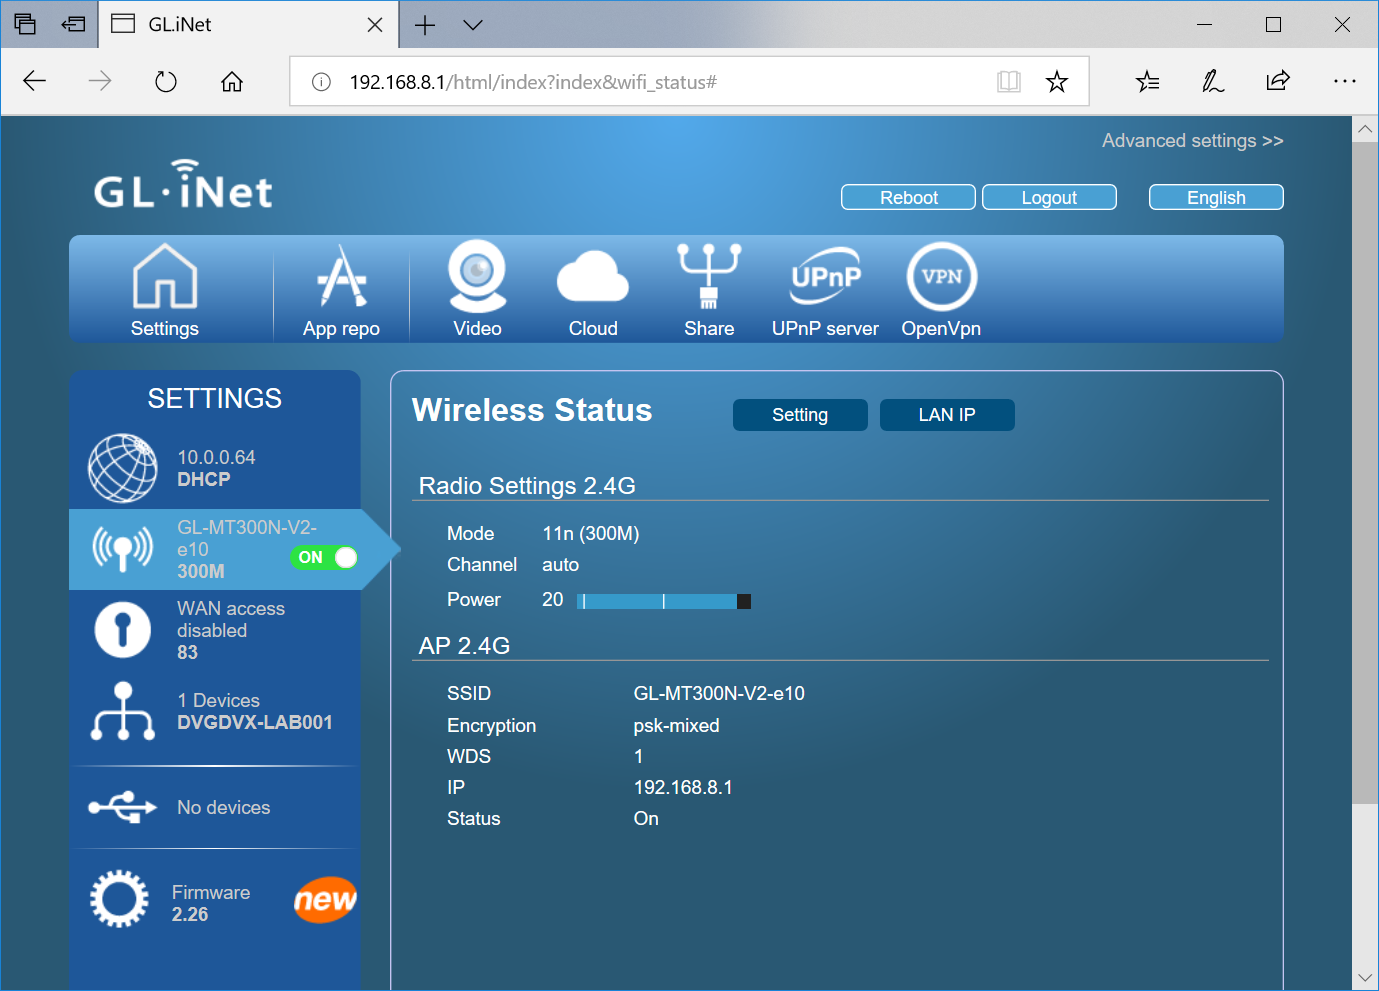 GL.iNet
192.168.8.1/html/index?index&wifi_status#
Advanced settings >>
GL·iNet
Reboot
Logout
English
UPnP
VPN
Settings
App repo
Video
Cloud
Share
UPnP server
OpenVpn
SETTINGS
10.0.0.64
DHCP
GL-MT300N-V2-
e10
ON
300M
WAN access
disabled
83
1 Devices
DVGDVX-LAB001
No devices
Firmware
2.26
new
Wireless Status
Setting
LAN IP
Radio Settings 2.4G
Mode 11n (300M)
Channel auto
Power 20
AP 2.4G
SSID GL-MT300N-V2-e10
Encryption psk-mixed
WDS 1
IP 192.168.8.1
Status On